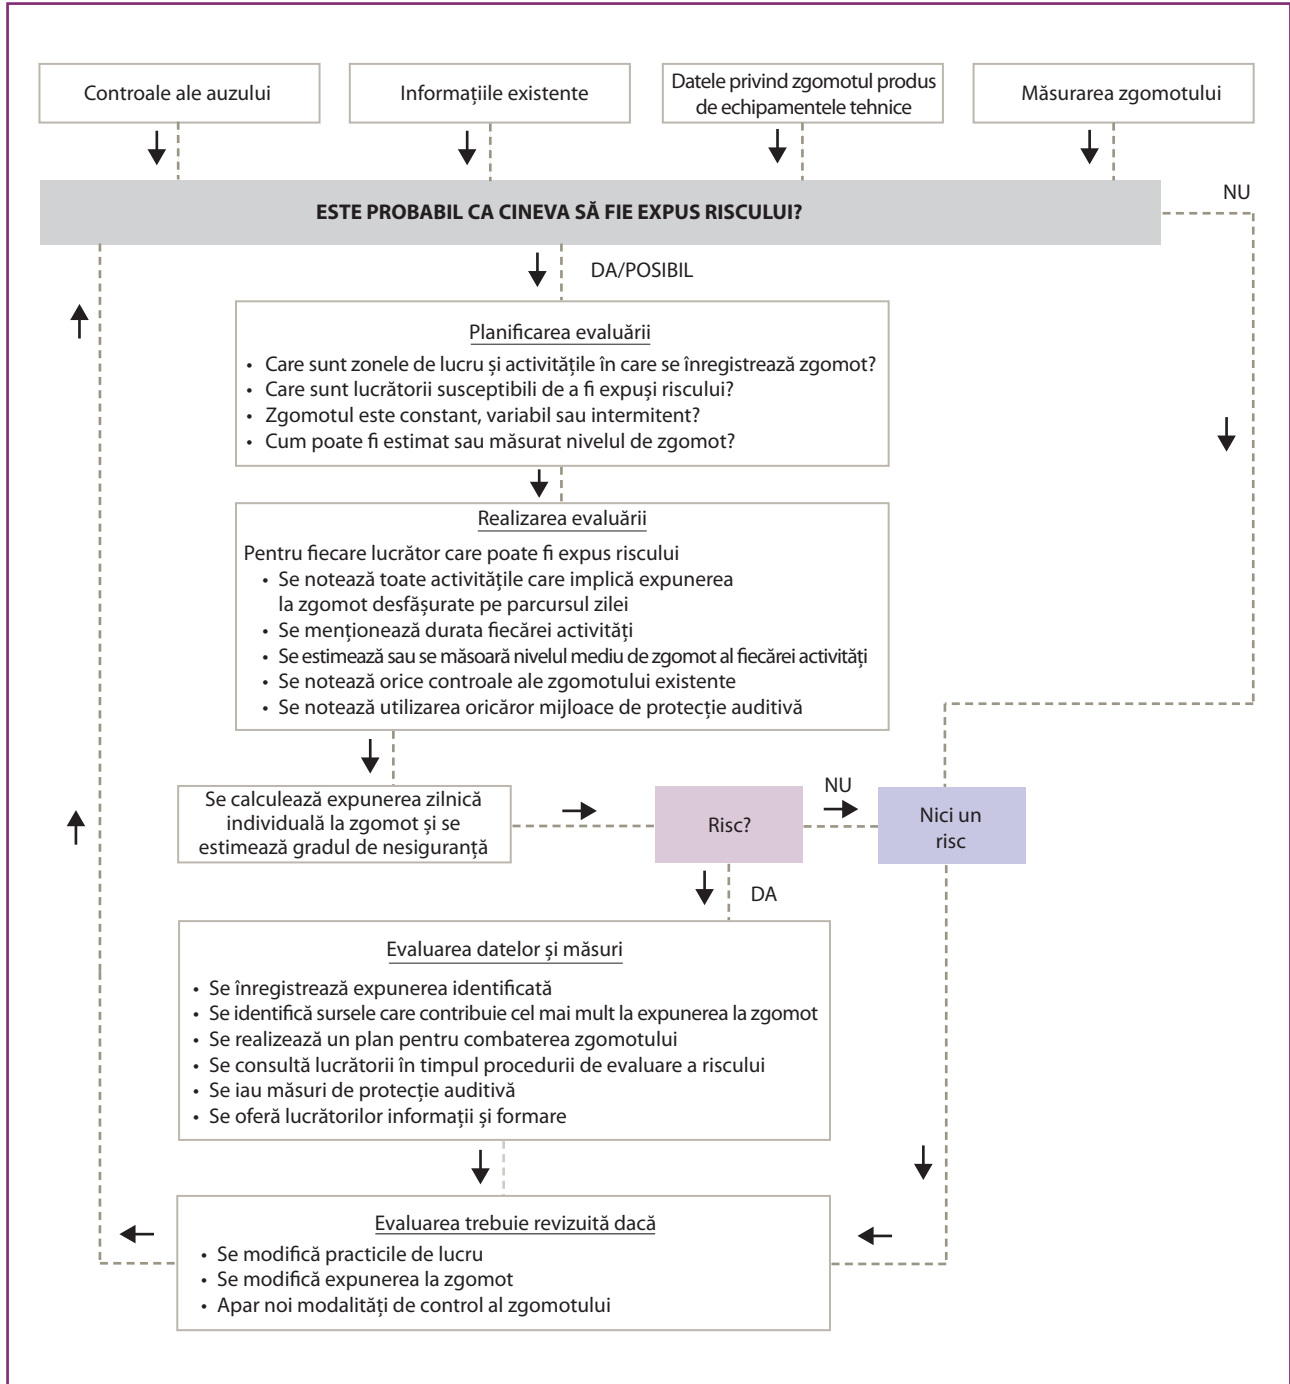 Controale ale auzului
Informațiile existente
Datele privind zgomotul produs
de echipamentele tehnice
Măsurarea zgomotului
ESTE PROBABIL CA CINEVA SĂ FIE EXPUS RISCULUI?
NU
DA/POSIBIL
Planificarea evaluării
• Care sunt zonele de lucru și activitățile în care se înregistrează zgomot?
• Care sunt lucrătorii susceptibili de a fi expuși riscului?
• Zgomotul este constant, variabil sau intermitent?
• Cum poate fi estimat sau măsurat nivelul de zgomot?
Realizarea evaluării
Pentru fiecare lucrător care poate fi expus riscului
• Se notează toate activitățile care implică expunerea
la zgomot desfășurate pe parcursul zilei
• Se menționează durata fiecărei activități
• Se estimează sau se măsoară nivelul mediu de zgomot al fiecărei activități
• Se notează orice controale ale zgomotului existente
• Se notează utilizarea oricăror mijloace de protecție auditivă
Se calculează expunerea zilnică
individuală la zgomot și se
estimează gradul de nesiguranță
Risc?
NU
Nici un
risc
DA
Evaluarea datelor și măsuri
• Se înregistrează expunerea identificată
• Se identifică sursele care contribuie cel mai mult la expunerea la zgomot
• Se realizează un plan pentru combaterea zgomotului
• Se consultă lucrătorii în timpul procedurii de evaluare a riscului
• Se iau măsuri de protecție auditivă
• Se oferă lucrătorilor informații și formare
Evaluarea trebuie revizuită dacă
• Se modifică practicile de lucru
• Se modifică expunerea la zgomot
• Apar noi modalități de control al zgomotului